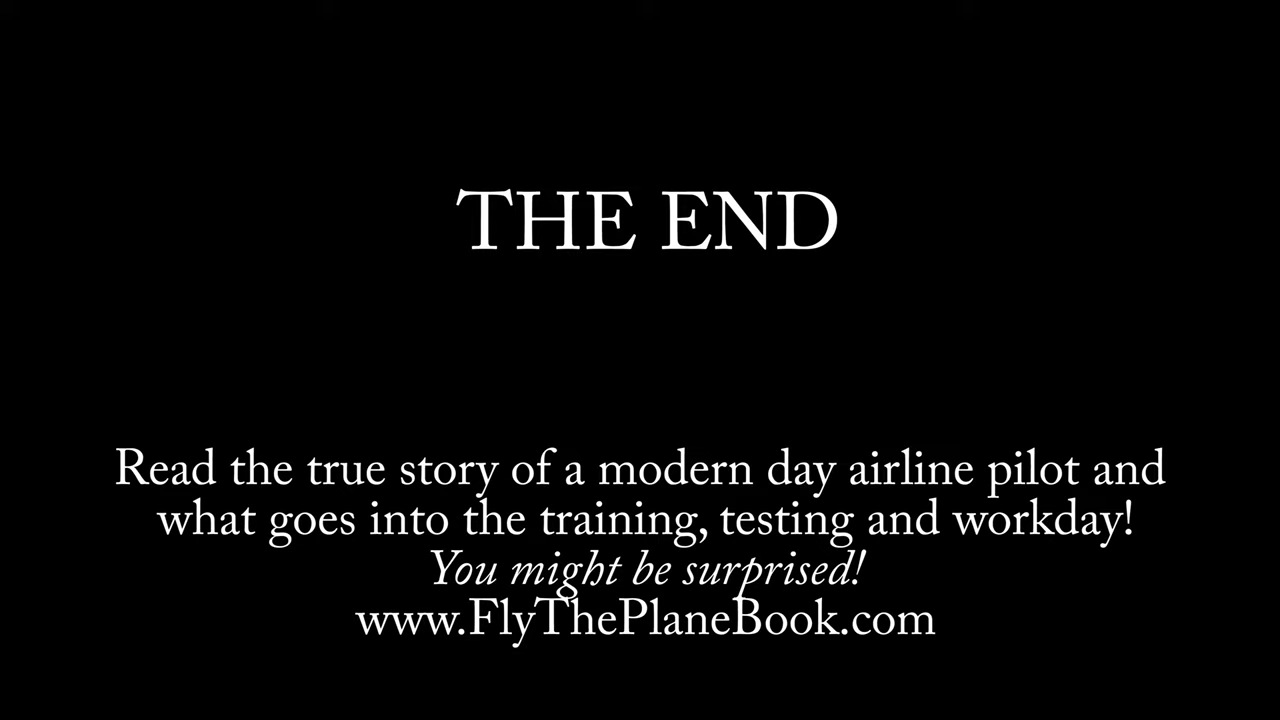 THE END
Read the true story of a modern day airline pilot and
what goes into the training, testing and workday!
You might be surprised!
www.FlyThePlaneBook.com